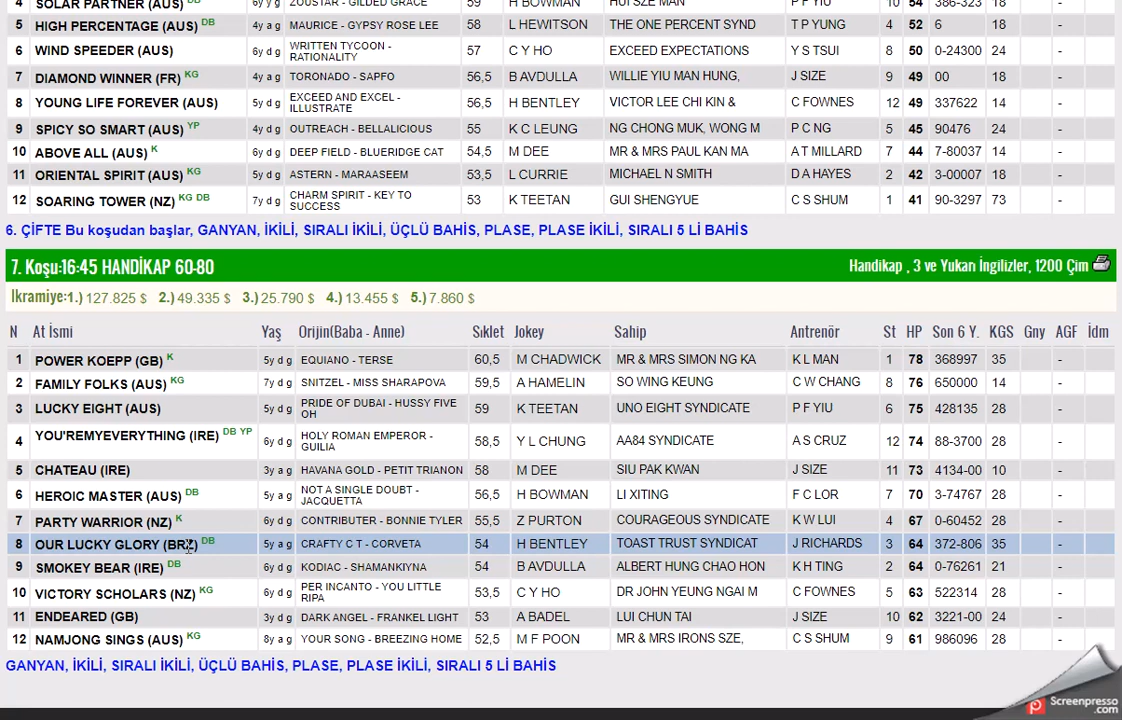 4 SOLAR PARTNER (AUS) DB 6y g ZOUSTAR - GILDED GRACE 59 H BOWMAN HUI SZE MAN P F YIU 10 54 386-323 18 -
5 HIGH PERCENTAGE (AUS) DB 4y a g MAURICE - GYPSY ROSE LEE 58 L HEWITSON THE ONE PERCENT SYND T P YUNG 4 52 6 18 -
6 WIND SPEEDER (AUS) 6y d g WRITTEN TYCOON - RATIONALITY 57 C Y HO EXCEED EXPECTATIONS Y S TSUI 8 50 0-24300 24 -
7 DIAMOND WINNER (FR) KG 4y a g TORONADO - SAPFO 56,5 B AVDULLA WILLIE YIU MAN HUNG, J SIZE 9 49 00 18 -
8 YOUNG LIFE FOREVER (AUS) 5y d g EXCEED AND EXCEL - ILLUSTRATE 56,5 H BENTLEY VICTOR LEE CHI KIN & C FOWNES 12 49 337622 14 -
9 SPICY SO SMART (AUS) YP 4y d g OUTREACH - BELLALICIOUS 55 K C LEUNG NG CHONG MUK, WONG M P C NG 5 45 90476 24 -
10 ABOVE ALL (AUS) K 6y d g DEEP FIELD - BLUERIDGE CAT 54,5 M DEE MR & MRS PAUL KAN MA A T MILLARD 7 44 7-80037 14 -
11 ORIENTAL SPIRIT (AUS) KG 5y d g ASTERN - MARAASEEM 53,5 L CURRIE MICHAEL N SMITH D A HAYES 2 42 3-00007 18 -
12 SOARING TOWER (NZ) KG DB 7y d g CHARM SPIRIT - KEY TO SUCCESS 53 K TEETAN GUI SHENGYUE C S SHUM 1 41 90-3297 73 -
6. ÇİFTE Bu koşudan başlar, GANYAN, İKİLİ, SIRALI İKİLİ, ÜÇLÜ BAHİS, PLASE, PLASE İKİLİ, SIRALI 5 Lİ BAHİS
7. Koşu:16:45 HANDİKAP 60-80 Handikap , 3 ve Yukarı İngilizler, 1200 Çim
İkramiye:1.) 127.825 $ 2.) 49.335 $ 3.) 25.790 $ 4.) 13.455 $ 5.) 7.860 $
N At İsmi Yaş Orijin(Baba - Anne) Sıklet Jokey Sahip Antrenör St HP Son 6 Y. KGS Gny AGF İdm
1 POWER KOEPP (GB) K 5y d g EQUIANO - TERSE 60,5 M CHADWICK MR & MRS SIMON NG KA K L MAN 1 78 368997 35 -
2 FAMILY FOLKS (AUS) KG 7y d g SNITZEL - MISS SHARAPOVA 59,5 A HAMELIN SO WING KEUNG C W CHANG 8 76 650000 14 -
3 LUCKY EIGHT (AUS) 5y d g PRIDE OF DUBAI - HUSSY FIVE OH 59 K TEETAN UNO EIGHT SYNDICATE P F YIU 6 75 428135 28 -
4 YOU'REMYEVERYTHING (IRE) DB YP 6y d g HOLY ROMAN EMPEROR - GUILIA 58,5 Y L CHUNG AA84 SYNDICATE A S CRUZ 12 74 88-3700 28 -
5 CHATEAU (IRE) 3y a g HAVANA GOLD - PETIT TRIANON 58 M DEE SIU PAK KWAN J SIZE 11 73 4134-00 10 -
6 HEROIC MASTER (AUS) DB 5y a g NOT A SINGLE DOUBT - JACQUETTA 56,5 H BOWMAN LI XITING F C LOR 7 70 3-74767 28 -
7 PARTY WARRIOR (NZ) K 6y d g CONTRIBUTER - BONNIE TYLER 55,5 Z PURTON COURAGEOUS SYNDICATE K W LUI 4 67 0-60452 28 -
8 OUR LUCKY GLORY (BRZ) DB 5y a g CRAFTY C T - CORVETA 54 H BENTLEY TOAST TRUST SYNDICAT J RICHARDS 3 64 372-806 35 -
9 SMOKEY BEAR (IRE) DB 6y d g KODIAC - SHAMANKIYNA 54 B AVDULLA ALBERT HUNG CHAO HON K H TING 2 64 0-76261 21 -
10 VICTORY SCHOLARS (NZ) KG 6y d g PER INCANTO - YOU LITTLE RIPA 53,5 C Y HO DR JOHN YEUNG NGAI M C FOWNES 5 63 522314 28 -
11 ENDEARED (GB) 3y d g DARK ANGEL - FRANKEL LIGHT 53 A BADEL LUI CHUN TAI J SIZE 10 62 3221-00 24 -
12 NAMJONG SINGS (AUS) KG 8y a g YOUR SONG - BREEZING HOME 52,5 M F POON MR & MRS IRONS SZE, C S SHUM 9 61 986096 28 -
GANYAN, İKİLİ, SIRALI İKİLİ, ÜÇLÜ BAHİS, PLASE, PLASE İKİLİ, SIRALI 5 Lİ BAHİS
Screenpresso
.com